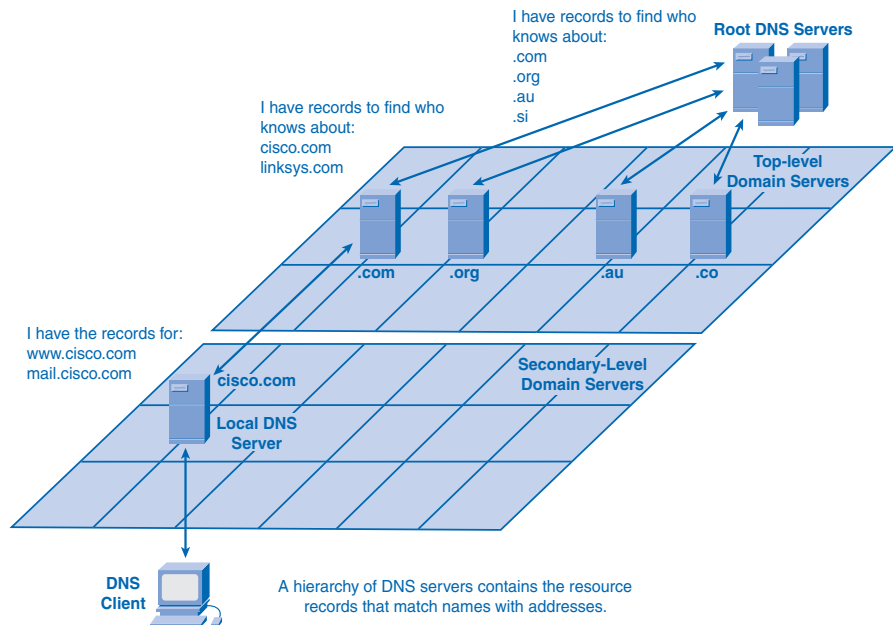 I have records to find who
knows about:
.com
.org
.au
.si
Root DNS Servers
I have records to find who
knows about:
cisco.com
linksys.com
Top-level
Domain Servers
.com
.org
.au
.co
I have the records for:
www.cisco.com
mail.cisco.com
cisco.com
Secondary-Level
Domain Servers
Local DNS
Server
DNS
Client
A hierarchy of DNS servers contains the resource
records that match names with addresses.